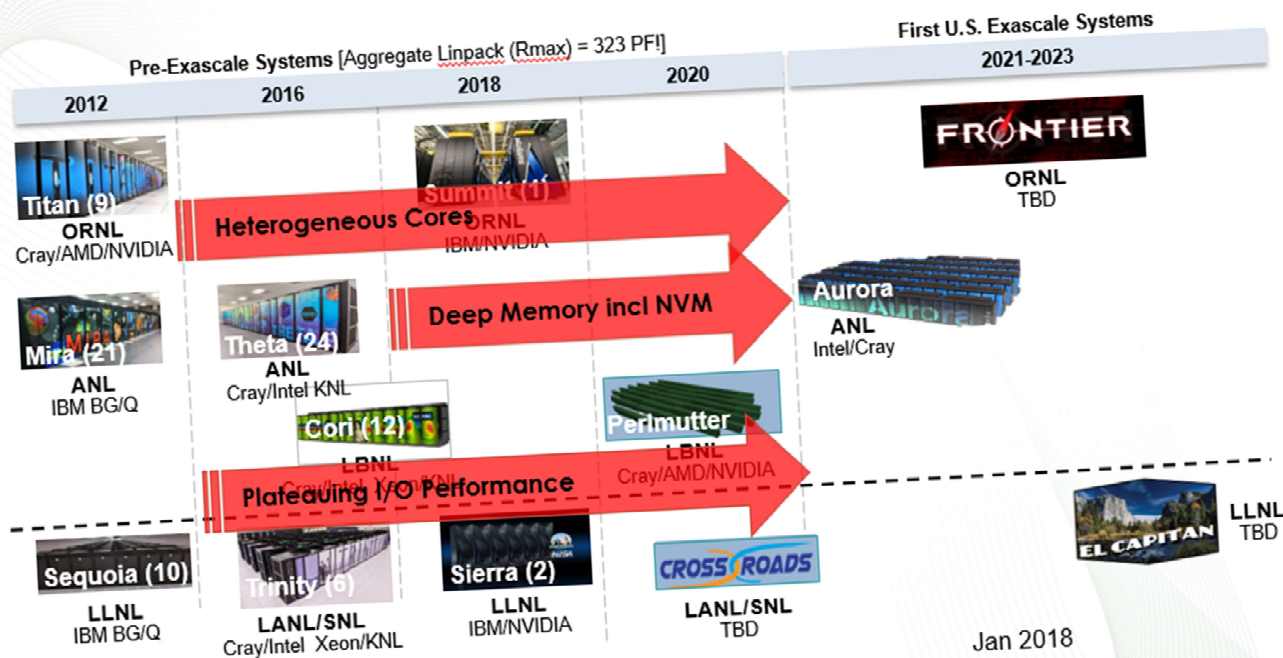 First U.S. Exascale Systems
Pre-Exascale Systems [Aggregate Linpack (Rmax) = 323 PF!]
2012
2016
2018
2020
2021-2023
Titan (9)
ORNL
Cray/AMD/NVIDIA
Summit (1)
ORNL
IBM/NVIDIA
FRONTIER
ORNL
TBD
Heterogeneous Cores
Mira (21)
ANL
IBM BG/Q
Theta (24)
ANL
Cray/Intel KNL
Deep Memory incl NVM
Aurora
ANL
Intel/Cray
Cori (12)
LBNL
Cray/Intel Xeon/KNL
Perlmutter
LBNL
Cray/AMD/NVIDIA
Plateauing I/O Performance
Sequoia (10)
LLNL
IBM BG/Q
Trinity (6)
LANL/SNL
Cray/Intel Xeon/KNL
Sierra (2)
LLNL
IBM/NVIDIA
CROSSROADS
LANL/SNL
TBD
EL CAPITAN
LLNL
TBD
Jan 2018